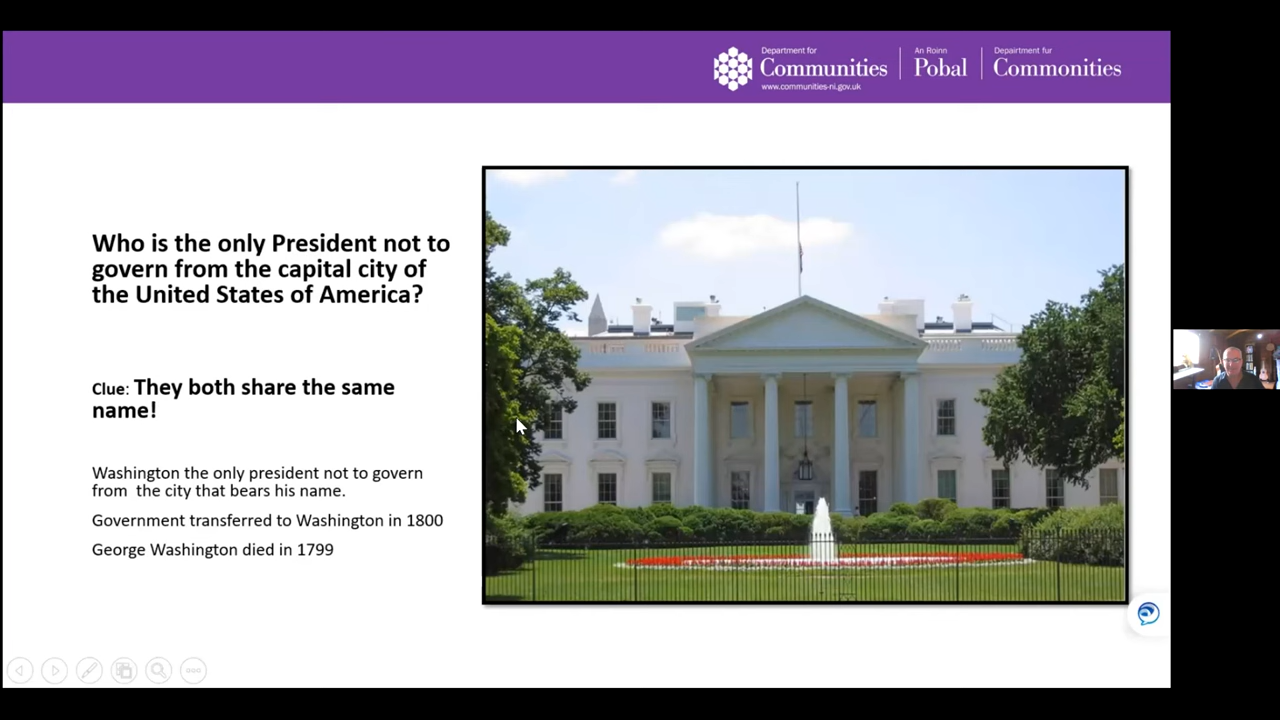 Department for
Communities
www.communities-ni.gov.uk
An Roinn
Pobal
Depairtment fur
Commonities
Who is the only President not to
govern from the capital city of
the United States of America?
Clue: They both share the same
name!
Washington the only president not to govern
from the city that bears his name.
Government transferred to Washington in 1800
George Washington died in 1799